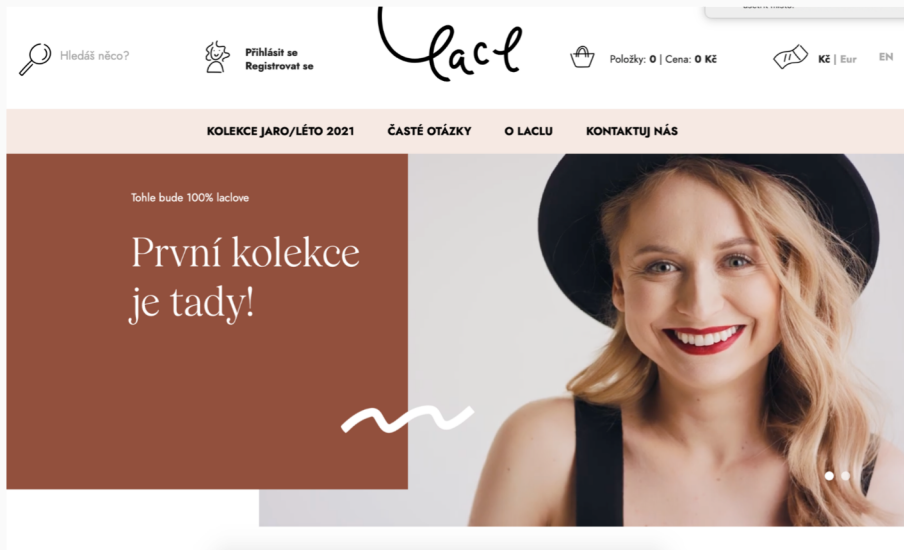 Hledáš něco?
Přihlásit se
Registrovat se
lacl
Položky: 0 | Cena: 0 Kč
Kč | Eur
EN
KOLEKCE JARO/LÉTO 2021
ČASTÉ OTÁZKY
O LACLU
KONTAKTUJ NÁS
Tohle bude 100% laclove
První kolekce
je tady!